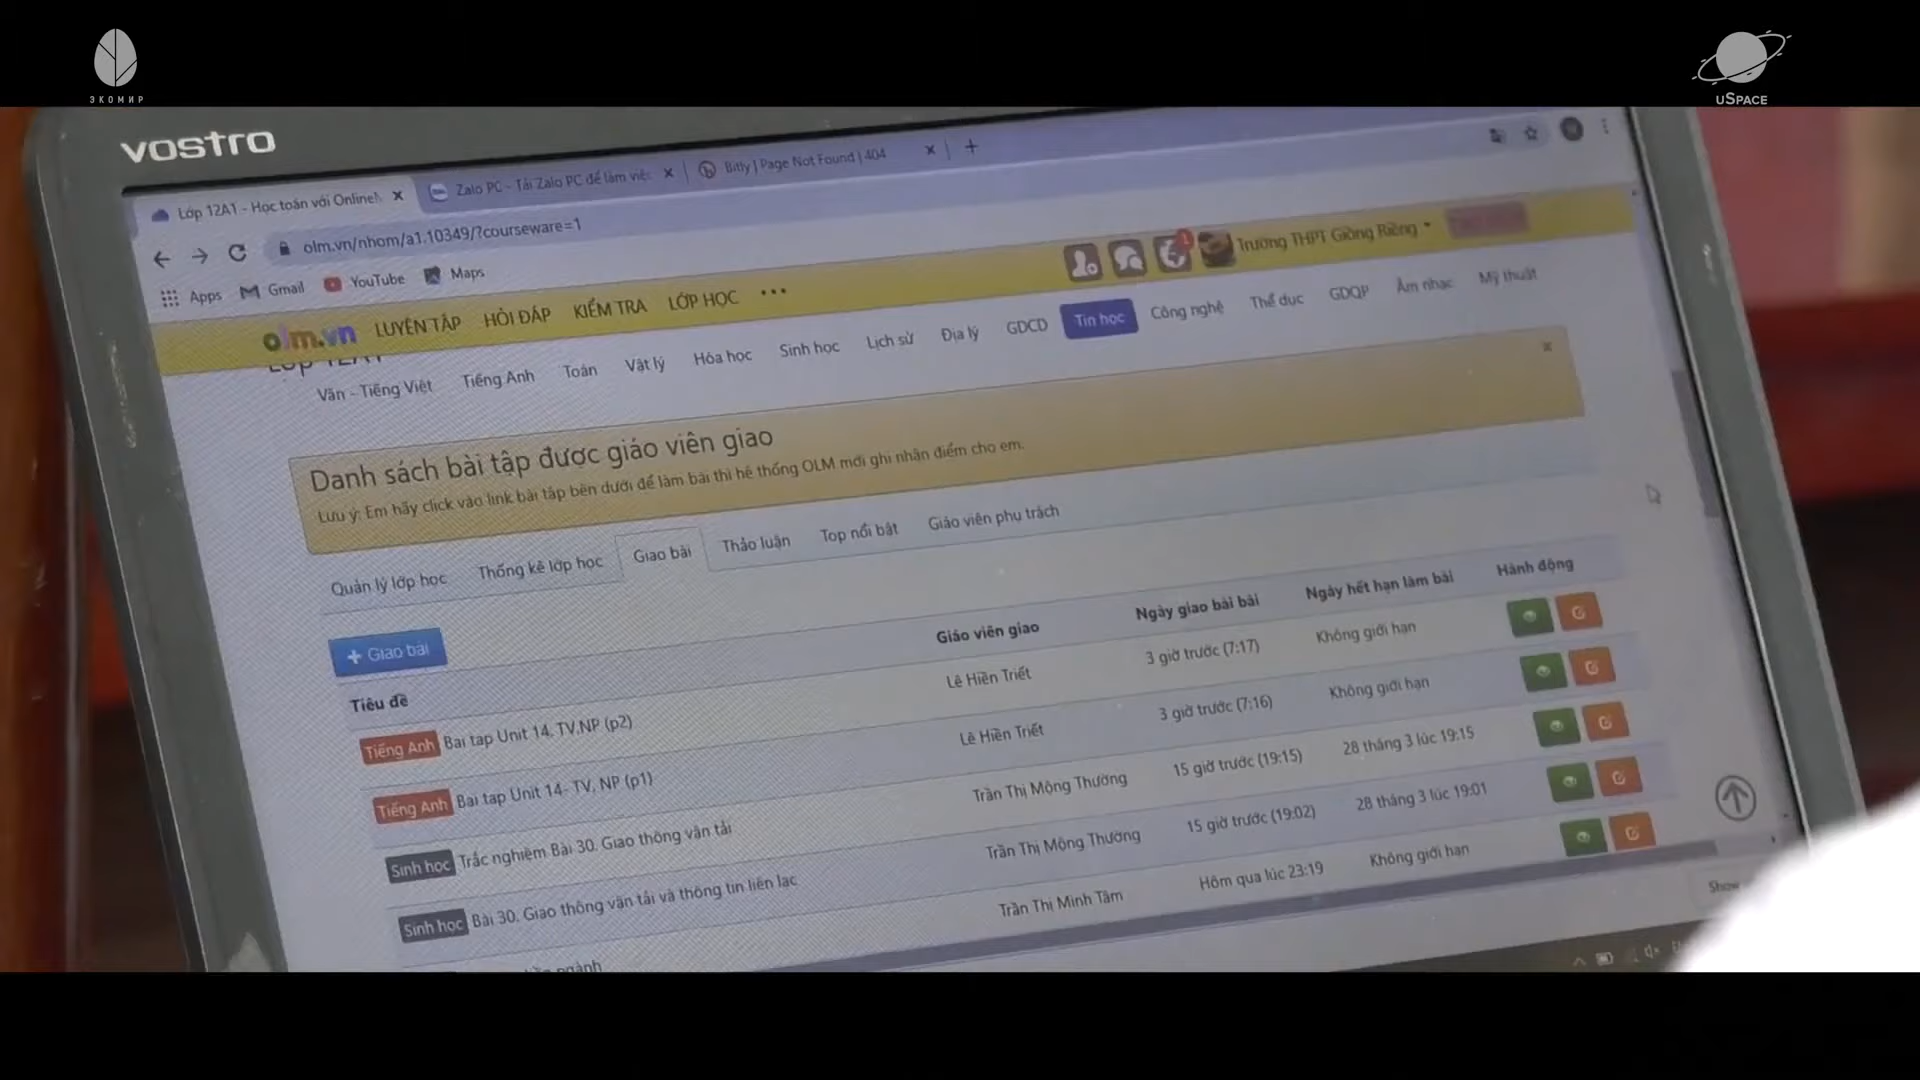 ЭКОМИР
uSPACE
vostro
Lớp 12A1 - Học toán với Online
Zalo PC - Tải Zalo PC để làm việc
Bitly | Page Not Found | 404
olm.vn/nhom/a1.10349/?courseware=1
Apps Gmail YouTube Maps
olm.vn LUYỆN TẬP HỎI ĐÁP KIỂM TRA LỚP HỌC ••• Trường THPT Giồng Riềng
Lớp 12A1
Văn - Tiếng Việt Tiếng Anh Toán Vật lý Hóa học Sinh học Lịch sử Địa lý GDCD Tin học Công nghệ Thể dục GDQP Âm nhạc Mỹ thuật
Danh sách bài tập được giáo viên giao
Lưu ý: Em hãy click vào link bài tập bên dưới để làm bài thì hệ thống OLM mới ghi nhận điểm cho em.
Quản lý lớp học Thống kê lớp học Giao bài Thảo luận Top nổi bật Giáo viên phụ trách
+ Giao bài
Tiêu đề Giáo viên giao Ngày giao bài bài Ngày hết hạn làm bài Hành động
Tiếng Anh Bai tap Unit 14. TV.NP (p2) Lê Hiền Triết 3 giờ trước (7:17) Không giới hạn
Tiếng Anh Bai tap Unit 14- TV, NP (p1) Lê Hiền Triết 3 giờ trước (7:16) Không giới hạn
Sinh học Trắc nghiệm Bài 30. Giao thông vận tải Trần Thị Mộng Thường 15 giờ trước (19:15) 28 tháng 3 lúc 19:15
Sinh học Bài 30. Giao thông vận tải và thông tin liên lạc Trần Thị Mộng Thường 15 giờ trước (19:02) 28 tháng 3 lúc 19:01
Trần Thị Minh Tâm Hôm qua lúc 23:19 Không giới hạn
Show